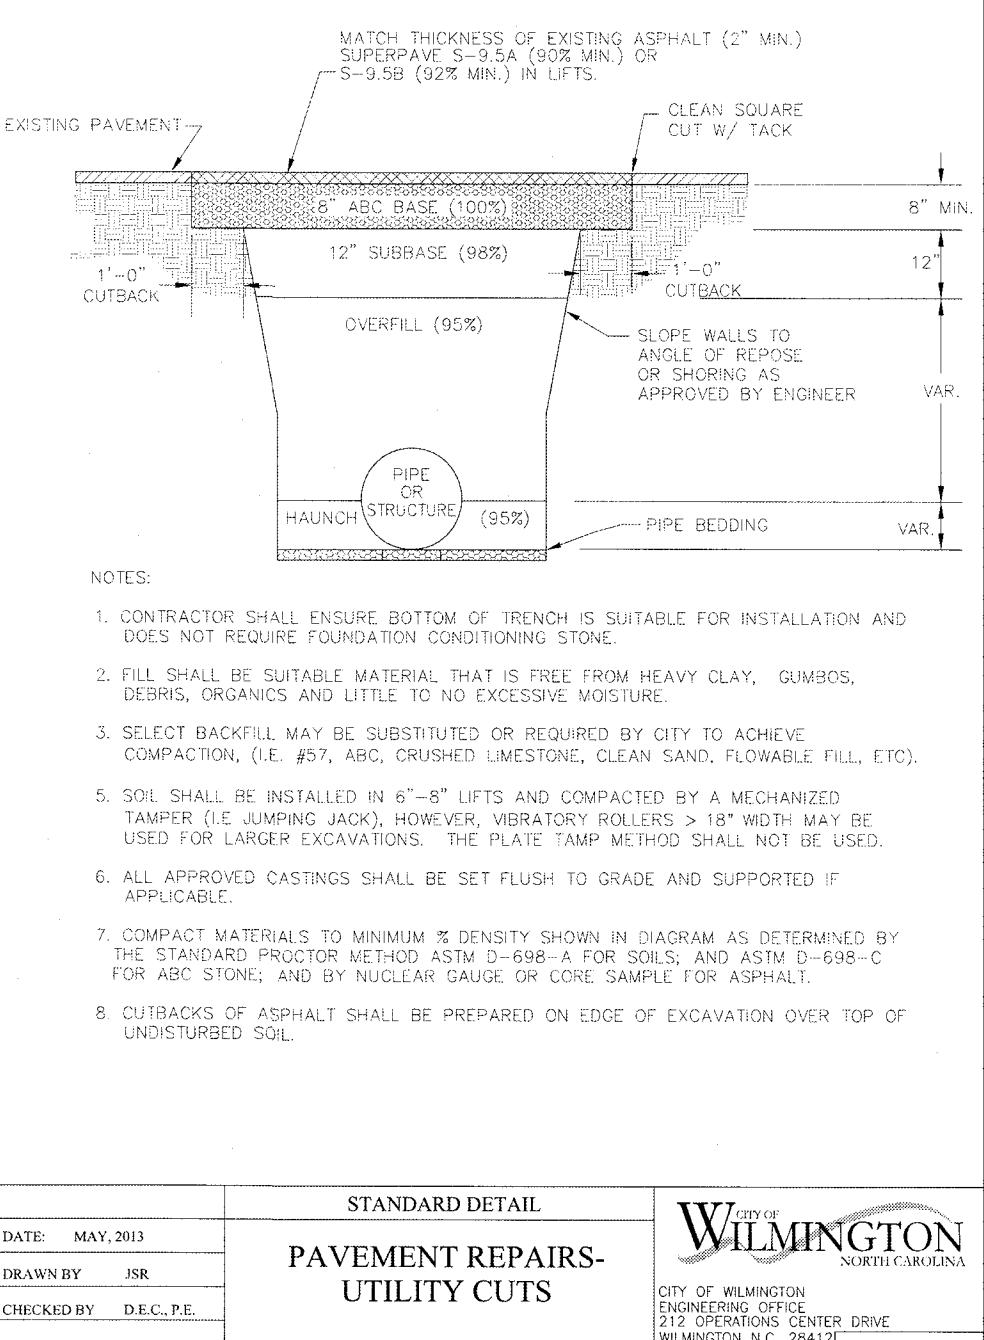 MATCH THICKNESS OF EXISTING ASPHALT (2" MIN.)
SUPERPAVE S-9.5A (90% MIN.) OR
S-9.5B (92% MIN.) IN LIFTS.
CLEAN SQUARE
CUT W/ TACK
EXISTING PAVEMENT
8" ABC BASE (100%)
8" MIN.
12" SUBBASE (98%)
12"
1'-0"
CUTBACK
1'-0"
CUTBACK
OVERFILL (95%)
SLOPE WALLS TO
ANGLE OF REPOSE
OR SHORING AS
APPROVED BY ENGINEER
VAR.
PIPE
OR
STRUCTURE
HAUNCH
(95%)
PIPE BEDDING
VAR.
NOTES:
1. CONTRACTOR SHALL ENSURE BOTTOM OF TRENCH IS SUITABLE FOR INSTALLATION AND
DOES NOT REQUIRE FOUNDATION CONDITIONING STONE.
2. FILL SHALL BE SUITABLE MATERIAL THAT IS FREE FROM HEAVY CLAY, GUMBOS,
DEBRIS, ORGANICS AND LITTLE TO NO EXCESSIVE MOISTURE.
3. SELECT BACKFILL MAY BE SUBSTITUTED OR REQUIRED BY CITY TO ACHIEVE
COMPACTION, (I.E. #57, ABC, CRUSHED LIMESTONE, CLEAN SAND, FLOWABLE FILL, ETC).
5. SOIL SHALL BE INSTALLED IN 6"-8" LIFTS AND COMPACTED BY A MECHANIZED
TAMPER (I.E JUMPING JACK), HOWEVER, VIBRATORY ROLLERS > 18" WIDTH MAY BE
USED FOR LARGER EXCAVATIONS. THE PLATE TAMP METHOD SHALL NOT BE USED.
6. ALL APPROVED CASTINGS SHALL BE SET FLUSH TO GRADE AND SUPPORTED IF
APPLICABLE.
7. COMPACT MATERIALS TO MINIMUM % DENSITY SHOWN IN DIAGRAM AS DETERMINED BY
THE STANDARD PROCTOR METHOD ASTM D-698-A FOR SOILS; AND ASTM D-698-C
FOR ABC STONE; AND BY NUCLEAR GAUGE OR CORE SAMPLE FOR ASPHALT.
8. CUTBACKS OF ASPHALT SHALL BE PREPARED ON EDGE OF EXCAVATION OVER TOP OF
UNDISTURBED SOIL.
DATE: MAY, 2013
DRAWN BY JSR
CHECKED BY D.E.C., P.E.
STANDARD DETAIL
PAVEMENT REPAIRS-
UTILITY CUTS
CITY OF
WILMINGTON
NORTH CAROLINA
CITY OF WILMINGTON
ENGINEERING OFFICE
212 OPERATIONS CENTER DRIVE
WILMINGTON N.C. 28412